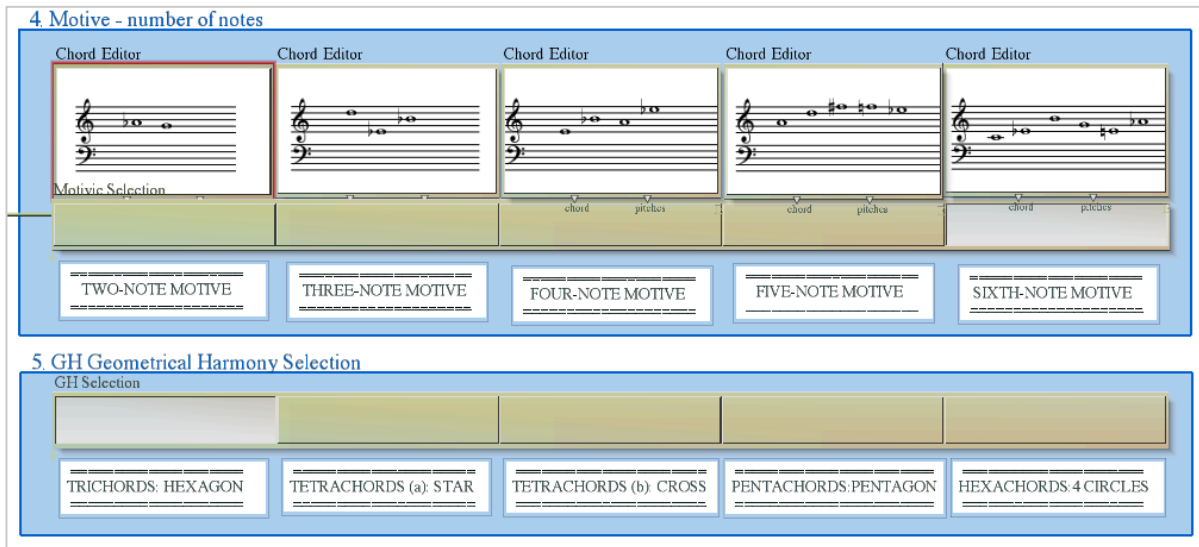 4. Motive - number of notes
Chord Editor
Chord Editor
Chord Editor
Chord Editor
Chord Editor
Motivic Selection
chord pitches
chord pitches
chord pitches
TWO-NOTE MOTIVE
THREE-NOTE MOTIVE
FOUR-NOTE MOTIVE
FIVE-NOTE MOTIVE
SIXTH-NOTE MOTIVE
5. GH Geometrical Harmony Selection
GH Selection
TRICHORDS: HEXAGON
TETRACHORDS (a): STAR
TETRACHORDS (b): CROSS
PENTACHORDS:PENTAGON
HEXACHORDS:4 CIRCLES